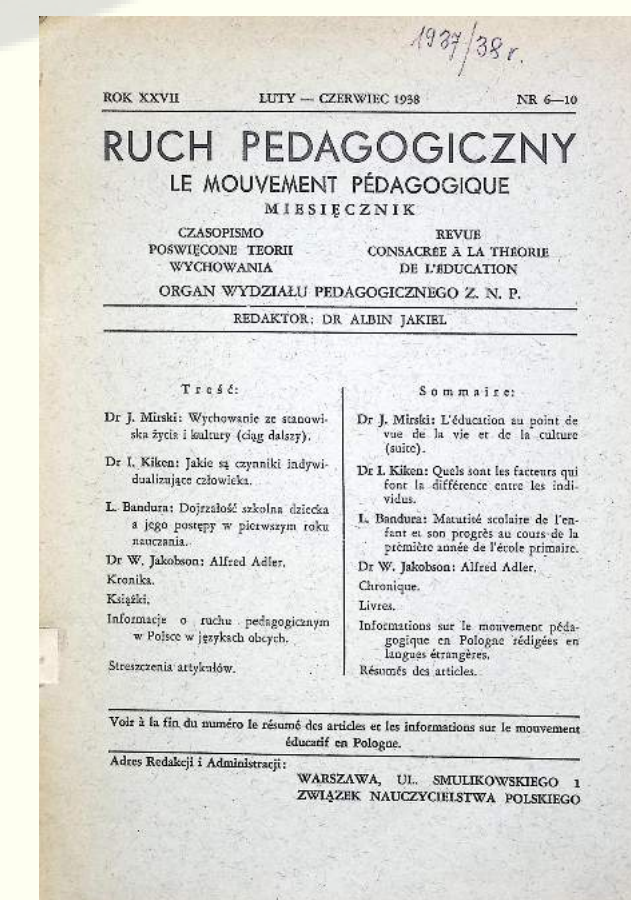 1937/38 r.
ROK XXVII LUTY — CZERWIEC 1938 NR 6—10
RUCH PEDAGOGICZNY
LE MOUVEMENT PÉDAGOGIQUE
MIESIĘCZNIK
CZASOPISMO
POŚWIĘCONE TEORII
WYCHOWANIA
REVUE
CONSACRÉE À LA THÉORIE
DE L'ÉDUCATION
ORGAN WYDZIAŁU PEDAGOGICZNEGO Z. N. P.
REDAKTOR: DR ALBIN JAKIEL
Treść:
Dr J. Mirski: Wychowanie ze stanowi-
ska życia i kultury (ciąg dalszy).
Dr I. Kiken: Jakie są czynniki indywi-
dualizujące człowieka.
L. Bandura: Dojrzałość szkolna dziecka
a jego postępy w pierwszym roku
nauczania.
Dr W. Jakobson: Alfred Adler.
Kronika.
Książki.
Informacje o ruchu pedagogicznym
w Polsce w językach obcych.
Streszczenia artykułów.
Sommaire:
Dr J. Mirski: L'éducation au point de
vue de la vie et de la culture
(suite).
Dr I. Kiken: Quels sont les facteurs qui
font la différence entre les indi-
vidus.
L. Bandura: Maturité scolaire de l'en-
fant et son progrès au cours de la
première année de l'école primaire.
Dr W. Jakobson: Alfred Adler.
Chronique.
Livres.
Informations sur le mouvement péda-
gogique en Pologne rédigées en
langues étrangères.
Résumés des articles.
Voir à la fin du numéro le résumé des articles et les informations sur le mouvement
éducatif en Pologne.
Adres Redakcji i Administracji:
WARSZAWA, UL. SMULIKOWSKIEGO 1
ZWIĄZEK NAUCZYCIELSTWA POLSKIEGO